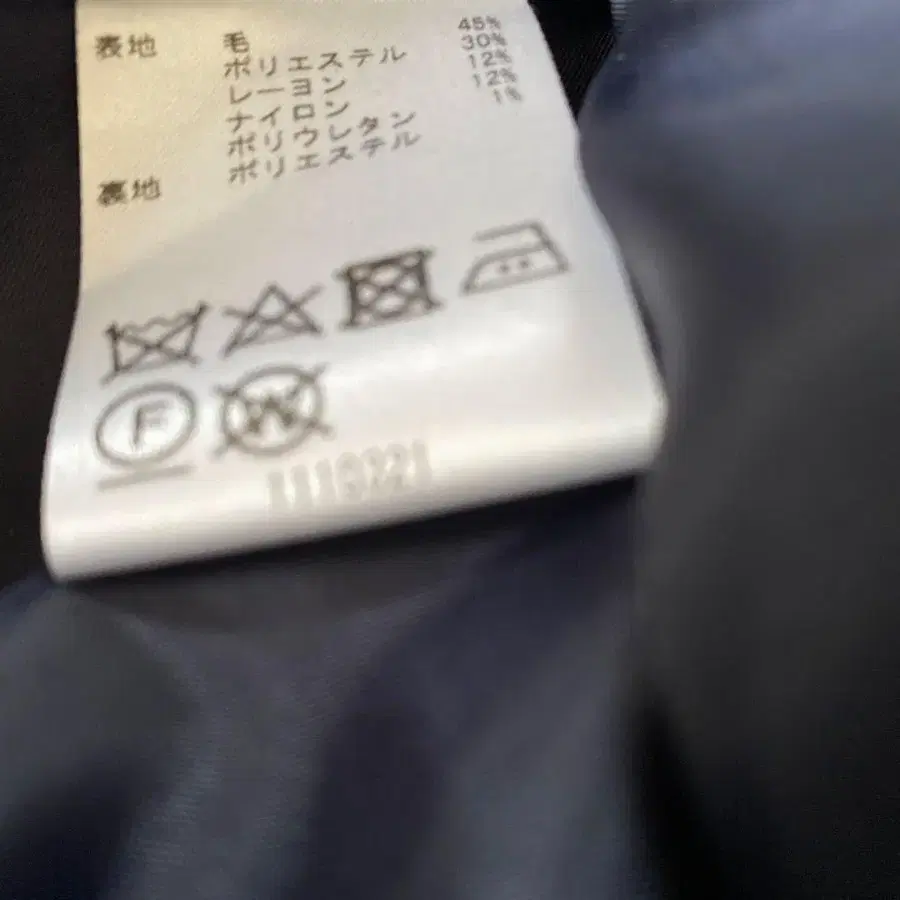 表地 毛 45%
ポリエステル 30%
レーヨン 12%
ナイロン 12%
ポリウレタン 1%
裏地 ポリエステル
F W